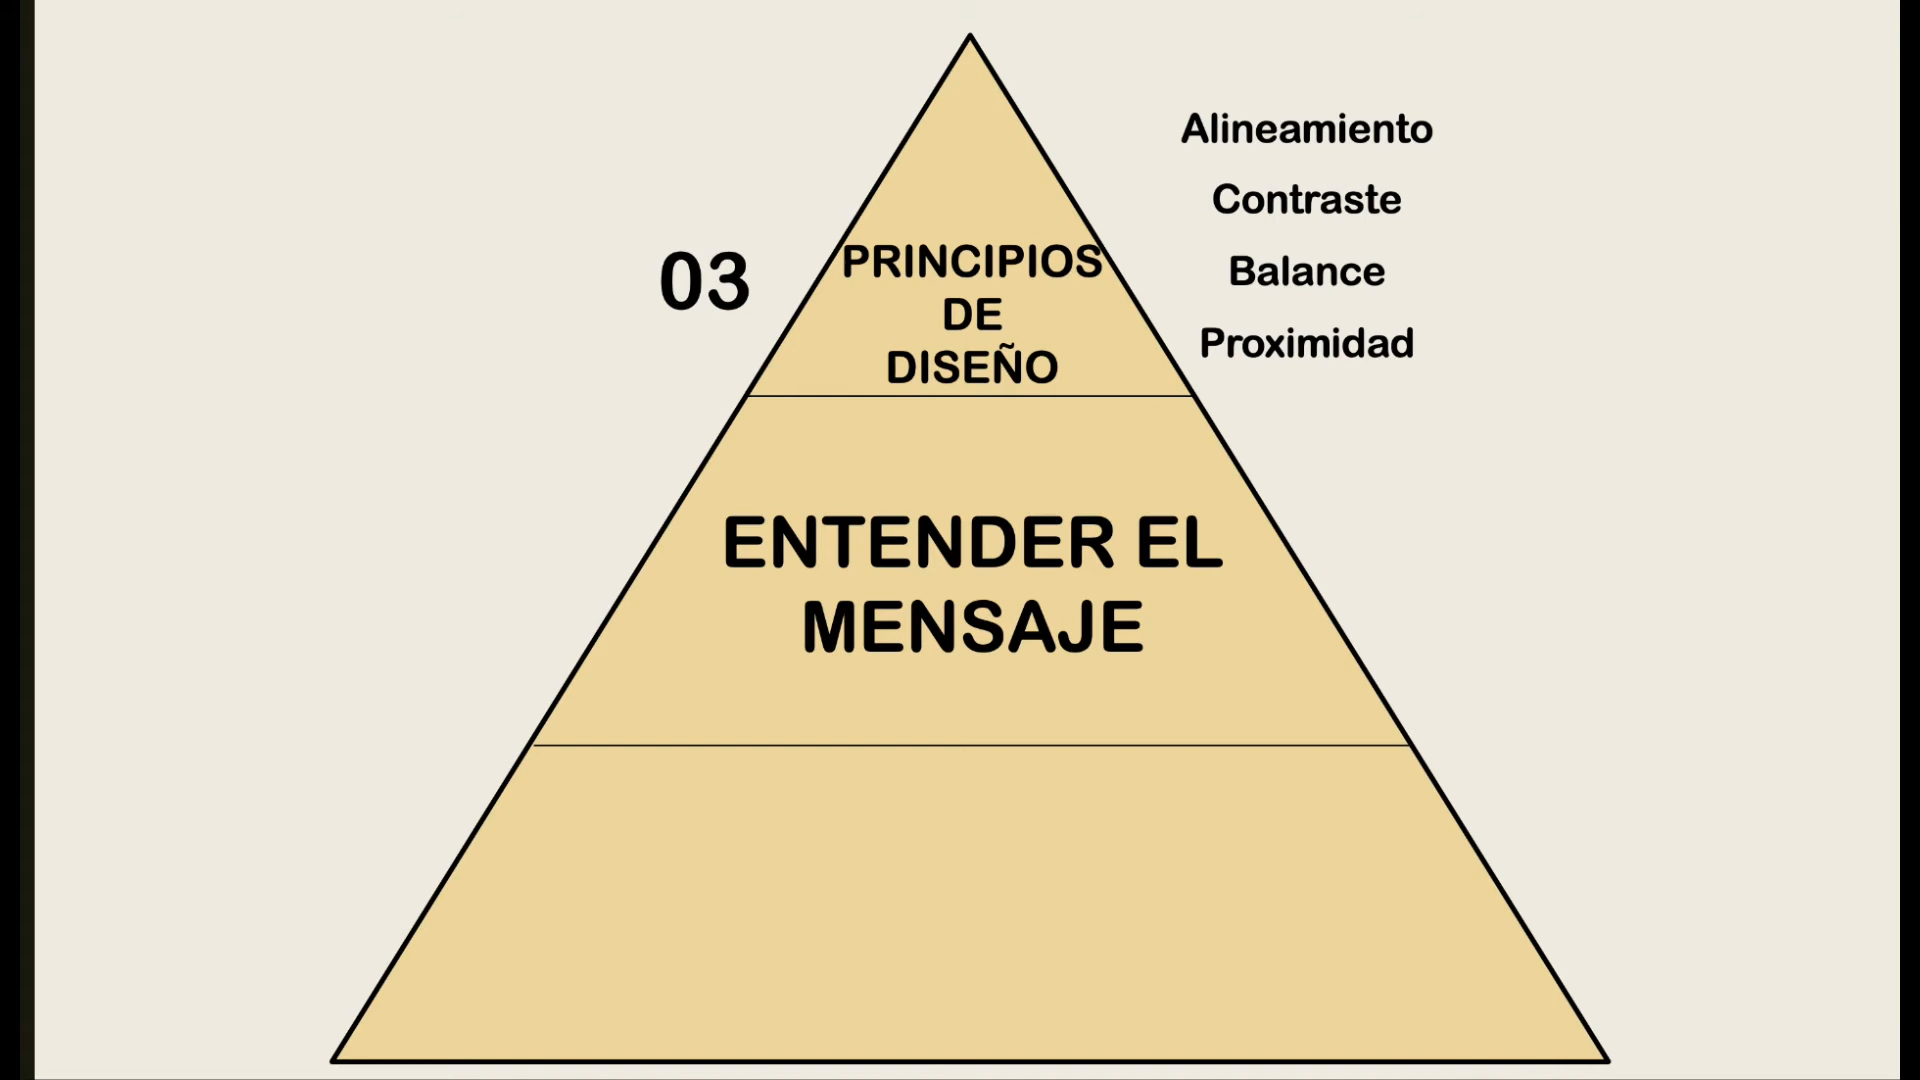 03
PRINCIPIOS
DE
DISEÑO
Alineamiento
Contraste
Balance
Proximidad
ENTENDER EL
MENSAJE